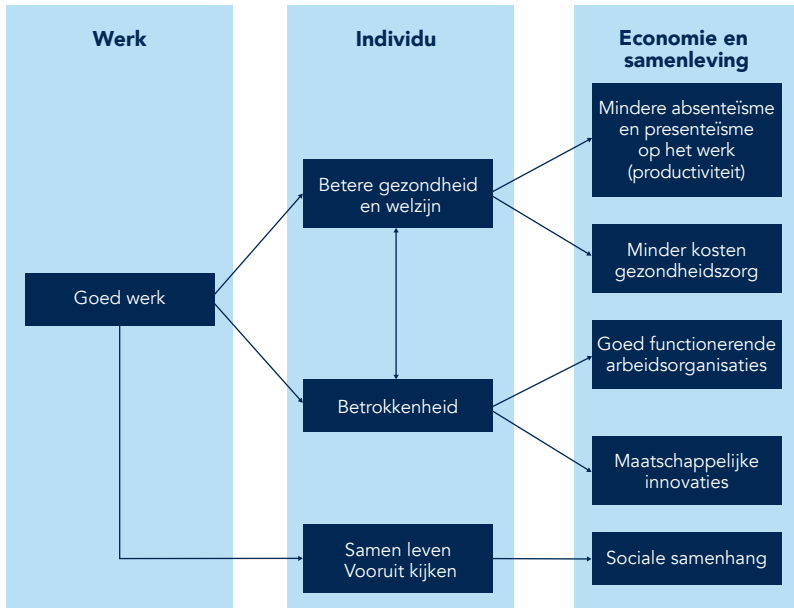 Werk
Individu
Economie en
samenleving
Goed werk
Betere gezondheid
en welzijn
Betrokkenheid
Samen leven
Vooruit kijken
Mindere absenteïsme
en presenteïsme
op het werk
(productiviteit)
Minder kosten
gezondheidszorg
Goed functionerende
arbeidsorganisaties
Maatschappelijke
innovaties
Sociale samenhang